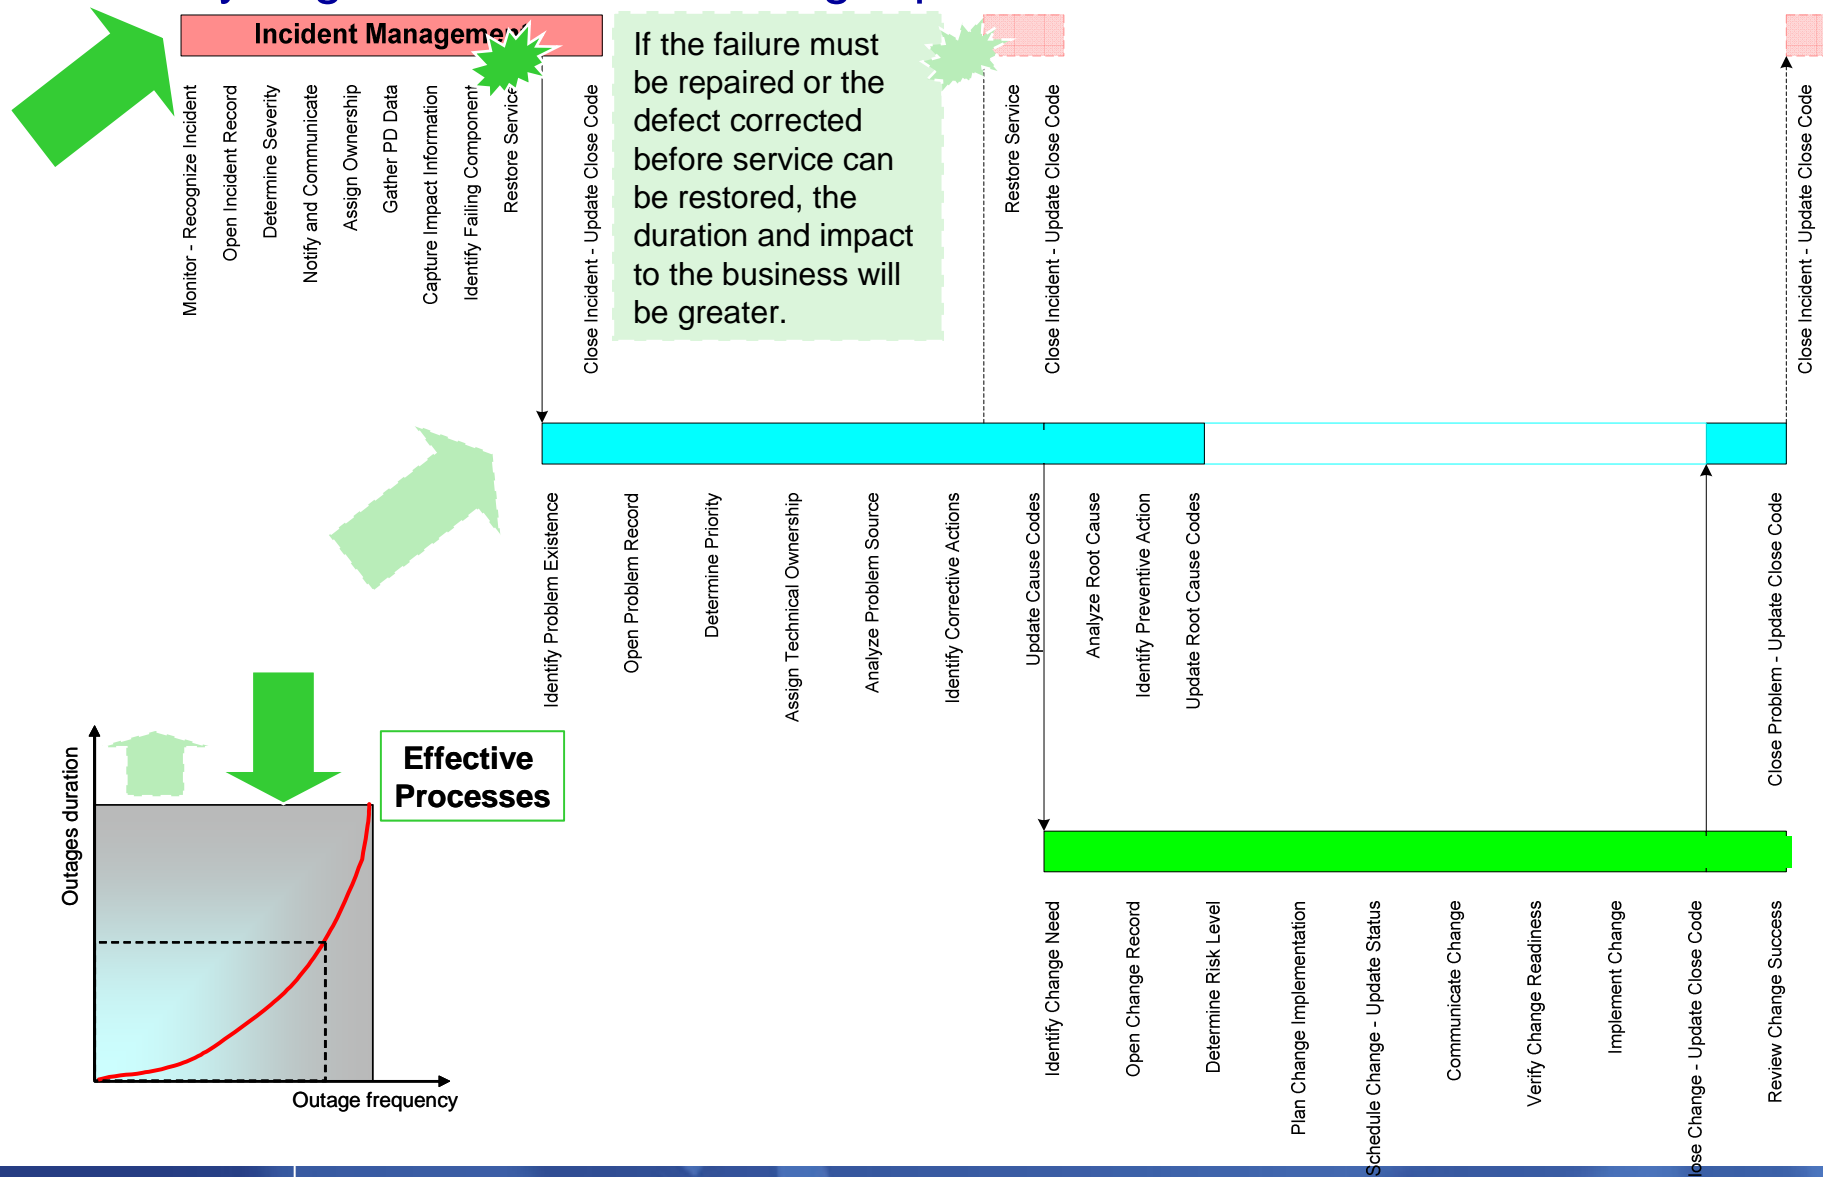 Incident Management
If the failure must
be repaired or the
defect corrected
before service can
be restored, the
duration and impact
to the business will
be greater.
Monitor - Recognize Incident
Open Incident Record
Determine Severity
Notify and Communicate
Assign Ownership
Gather PD Data
Capture Impact Information
Identify Failing Component
Restore Service
Close Incident - Update Close Code
Restore Service
Close Incident - Update Close Code
Close Incident - Update Close Code
Identify Problem Existence
Open Problem Record
Determine Priority
Assign Technical Ownership
Analyze Problem Source
Identify Corrective Actions
Update Cause Codes
Analyze Root Cause
Identify Preventive Action
Update Root Cause Codes
Close Problem - Update Close Code
Effective
Processes
Outages duration
Outage frequency
Identify Change Need
Open Change Record
Determine Risk Level
Plan Change Implementation
Schedule Change - Update Status
Communicate Change
Verify Change Readiness
Implement Change
lose Change - Update Close Code
Review Change Success